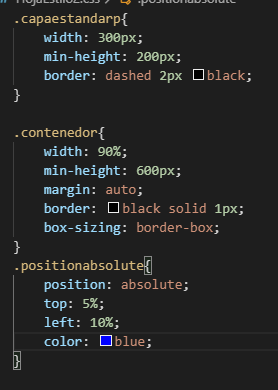 HojaEstilo2.css > .positionabsolute
.capaestandarp{
width: 300px;
min-height: 200px;
border: dashed 2px black;
}
.contenedor{
width: 90%;
min-height: 600px;
margin: auto;
border: black solid 1px;
box-sizing: border-box;
}
.positionabsolute{
position: absolute;
top: 5%;
left: 10%;
color: blue;
}